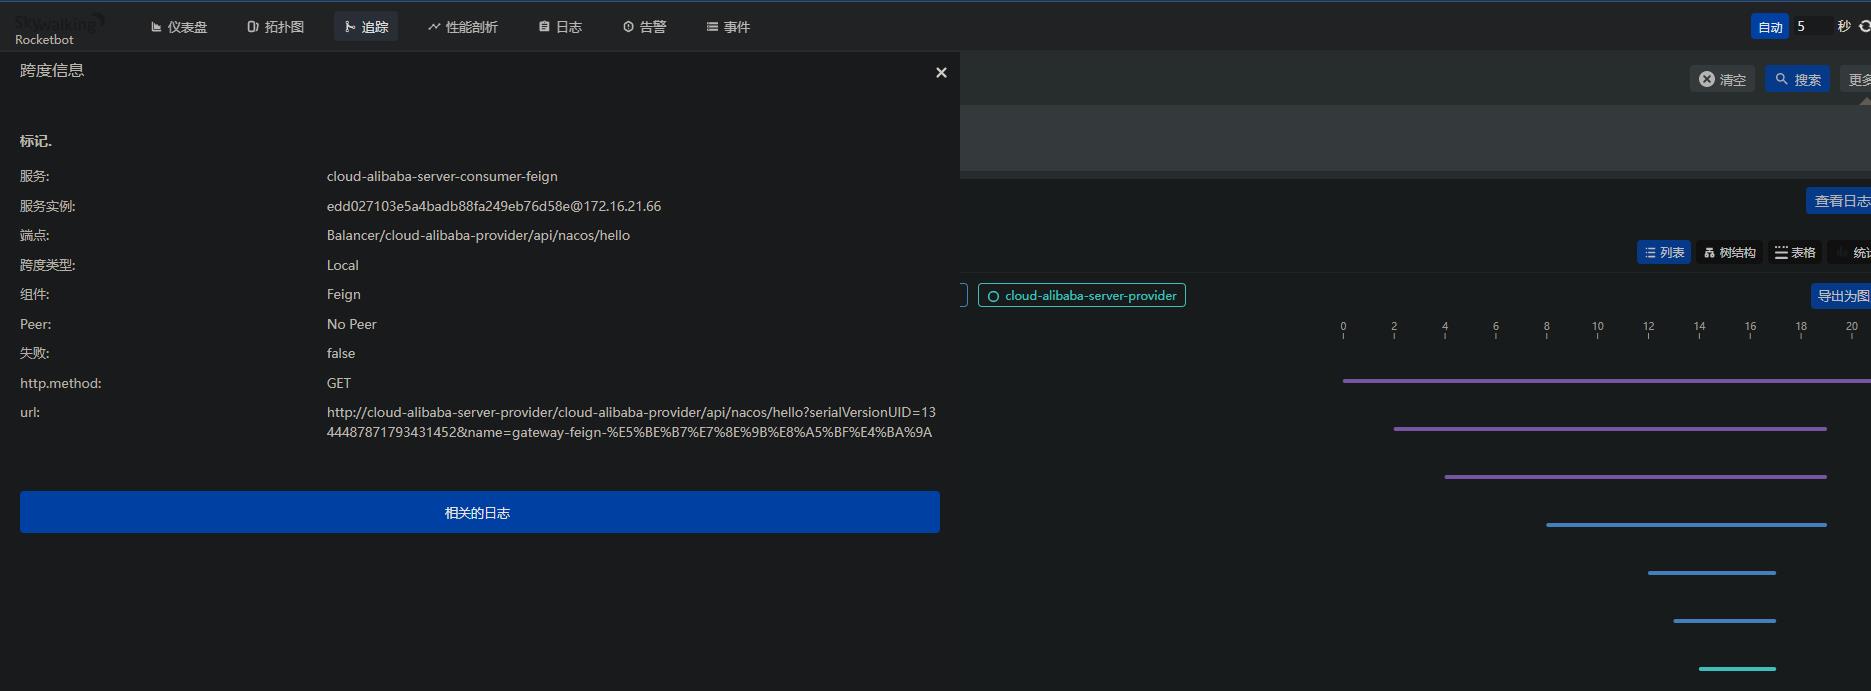 Skywalking
Rocketbot
仪表盘
拓扑图
追踪
性能剖析
日志
告警
事件
自动
5
秒
跨度信息
清空
搜索
更多
标记.
服务: cloud-alibaba-server-consumer-feign
服务实例: edd027103e5a4badb88fa249eb76d58e@172.16.21.66
端点: Balancer/cloud-alibaba-provider/api/nacos/hello
跨度类型: Local
组件: Feign
Peer: No Peer
失败: false
http.method: GET
url: http://cloud-alibaba-server-provider/cloud-alibaba-provider/api/nacos/hello?serialVersionUID=13
44487871793431452&name=gateway-feign-%E5%BE%B7%E7%8E%9B%E8%A5%BF%E4%BA%9A
相关的日志
查看日志
列表
树结构
表格
统计
cloud-alibaba-server-provider
导出为图
0 2 4 6 8 10 12 14 16 18 20